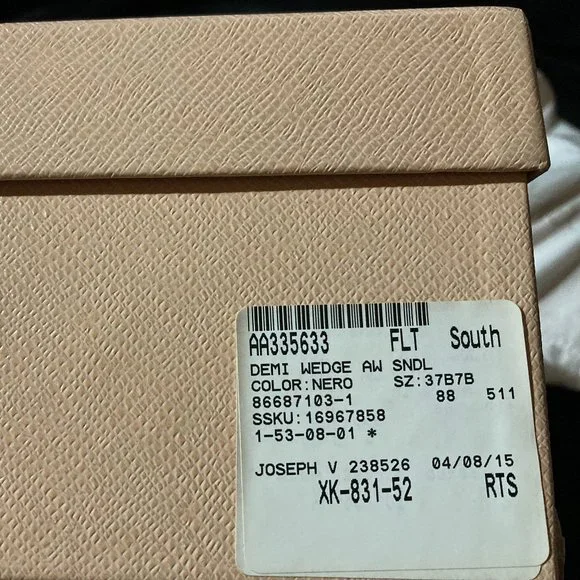 AA335633 FLT South
DEMI WEDGE AW SNDL
COLOR:NERO SZ:37B7B
86687103-1 88 511
SSKU:16967858
1-53-08-01 *
JOSEPH V 238526 04/08/15
XK-831-52 RTS